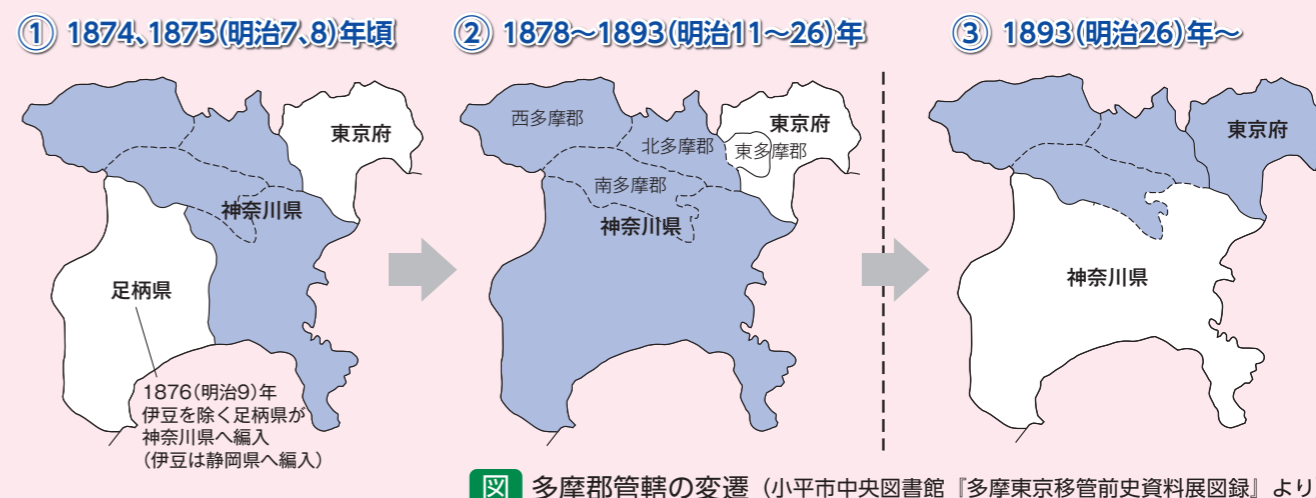 ① 1874、1875(明治7、8)年頃
東京府
神奈川県
足柄県
1876(明治9)年
伊豆を除く足柄県が
神奈川県へ編入
(伊豆は静岡県へ編入)
② 1878〜1893(明治11〜26)年
西多摩郡
北多摩郡
東京府
東多摩郡
南多摩郡
神奈川県
③ 1893(明治26)年〜
東京府
神奈川県
図 多摩郡管轄の変遷(小平市中央図書館『多摩東京移管前史資料展図録』より